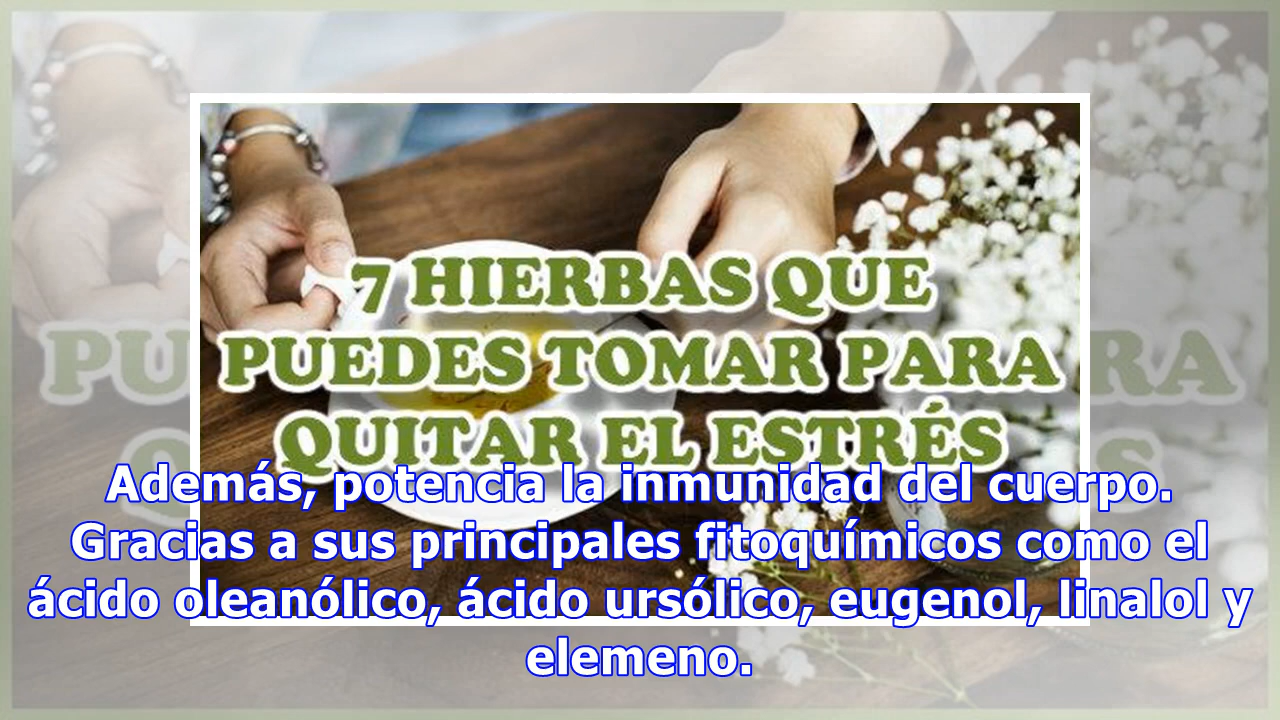 7 HIERBAS QUE
PUEDES TOMAR PARA
QUITAR EL ESTRÉS
Además, potencia la inmunidad del cuerpo.
Gracias a sus principales fitoquímicos como el
ácido oleanólico, ácido ursólico, eugenol, linalol y
elemeno.